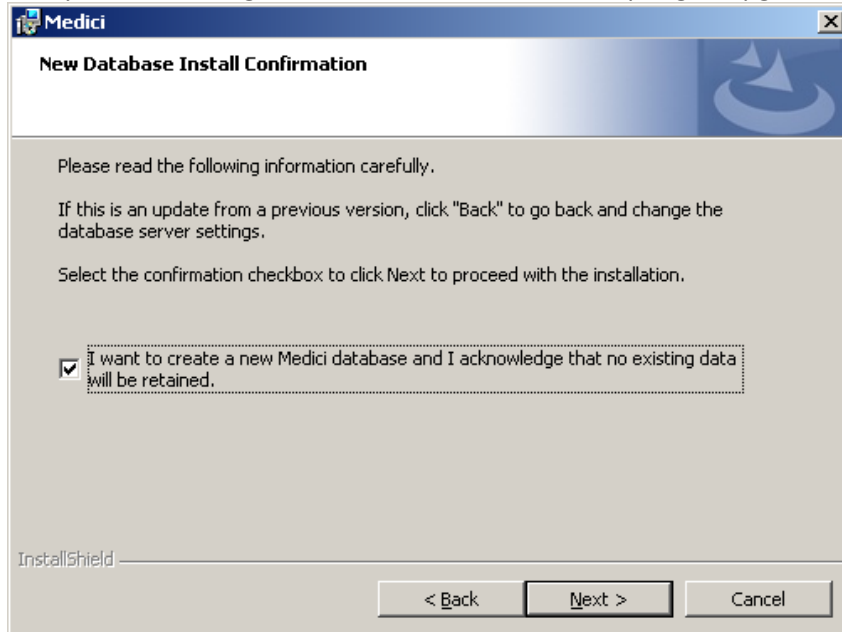 Medici
New Database Install Confirmation
Please read the following information carefully.
If this is an update from a previous version, click "Back" to go back and change the
database server settings.
Select the confirmation checkbox to click Next to proceed with the installation.
I want to create a new Medici database and I acknowledge that no existing data
will be retained.
InstallShield
< Back
Next >
Cancel